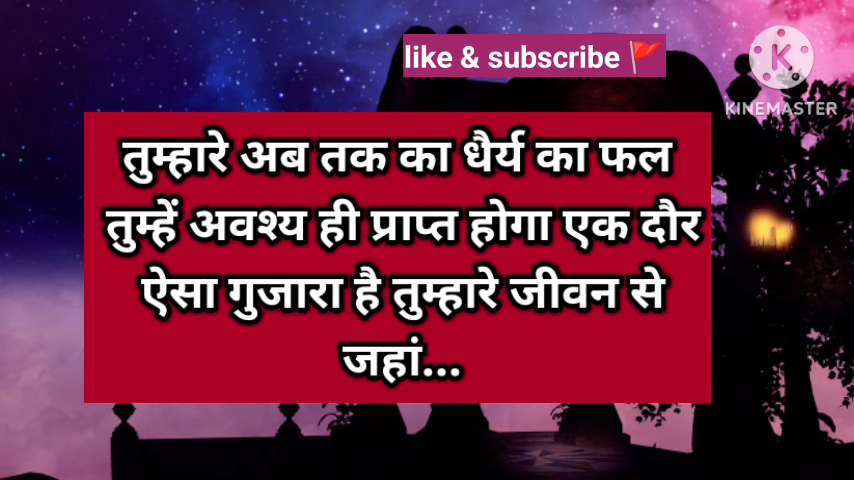 like & subscribe 🚩
KINEMASTER
तुम्हारे अब तक का धैर्य का फल
तुम्हें अवश्य ही प्राप्त होगा एक दौर
ऐसा गुजारा है तुम्हारे जीवन से
जहां...